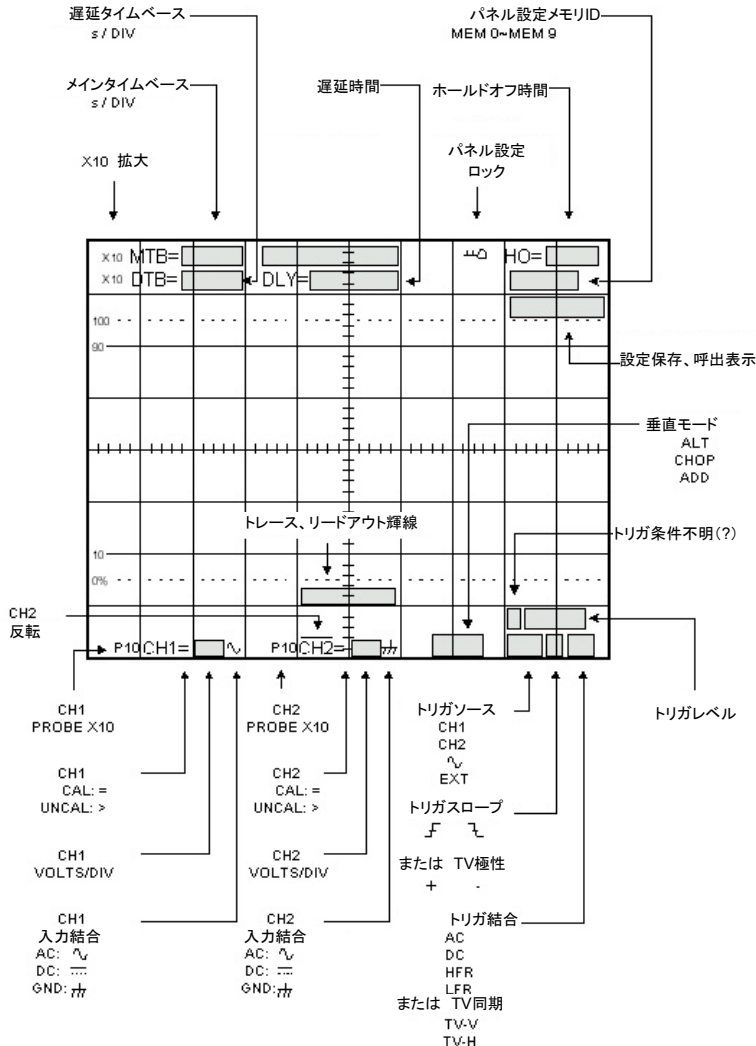 遅延タイムベース
s / DIV
パネル設定メモリID
MEM 0~MEM 9
メインタイムベース
s / DIV
遅延時間
ホールドオフ時間
X10 拡大
パネル設定
ロック
X10 MTB=
HO=
X10 DTB=
DLY=
100
90
設定保存、呼出表示
垂直モード
ALT
CHOP
ADD
トレース、リードアウト輝線
トリガ条件不明(?)
10
0%
CH2
反転
P10 CH1=
P10 CH2=
CH1
PROBE X10
CH2
PROBE X10
トリガソース
CH1
CH2
EXT
トリガレベル
CH1
CAL: =
UNCAL: >
CH2
CAL: =
UNCAL: >
トリガスロープ
または TV極性
+ -
CH1
VOLTS/DIV
CH2
VOLTS/DIV
CH1
入力結合
AC:
DC:
GND:
CH2
入力結合
AC:
DC:
GND:
トリガ結合
AC
DC
HFR
LFR
または TV同期
TV-V
TV-H